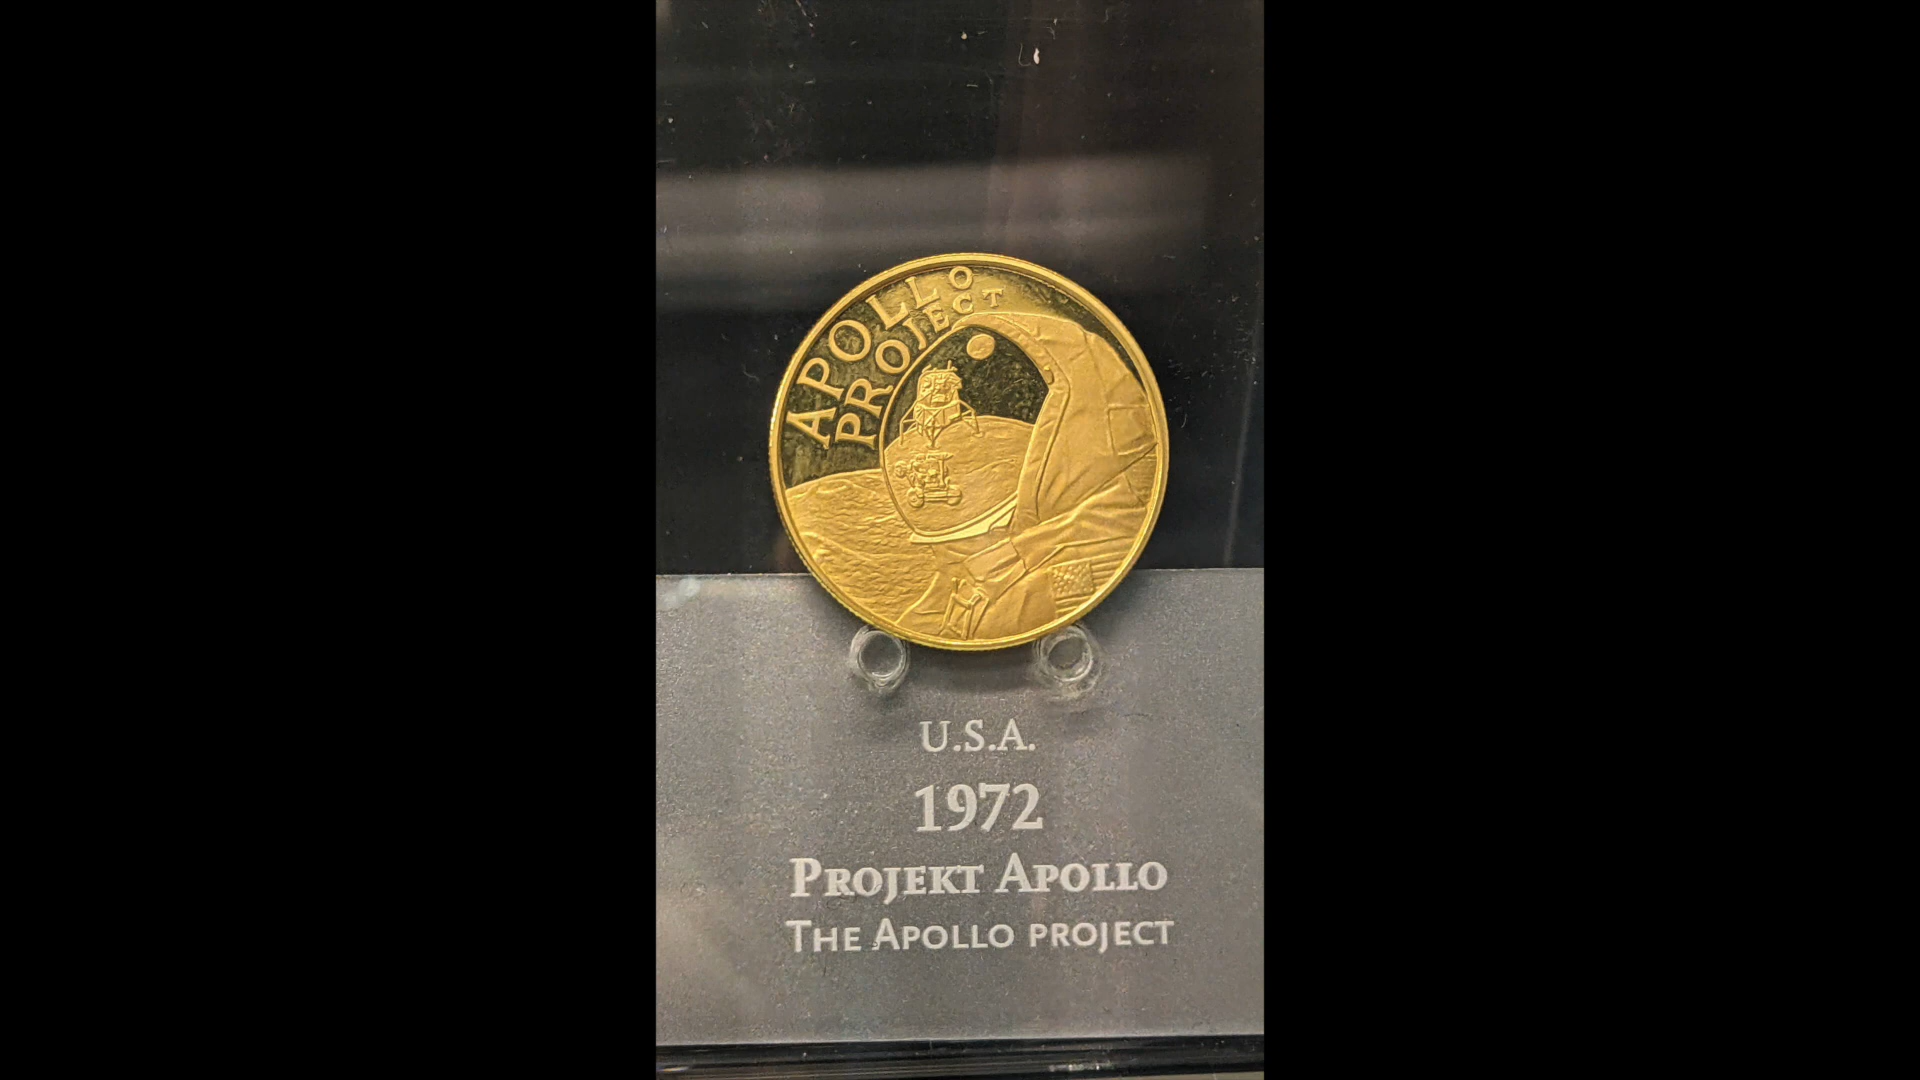 APOLLO
PROJECT
U.S.A.
1972
PROJEKT APOLLO
THE APOLLO PROJECT